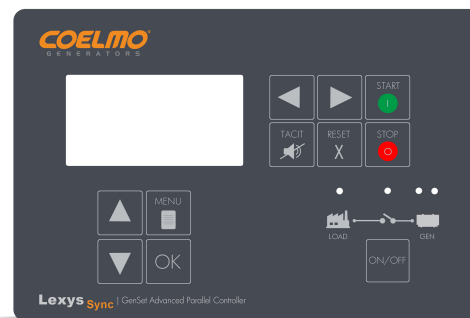 COELMO
GENERATORS
START
TACIT
RESET
X
STOP
MENU
OK
LOAD
GEN
ON/OFF
Lexys Sync | GenSet Advanced Parallel Controller